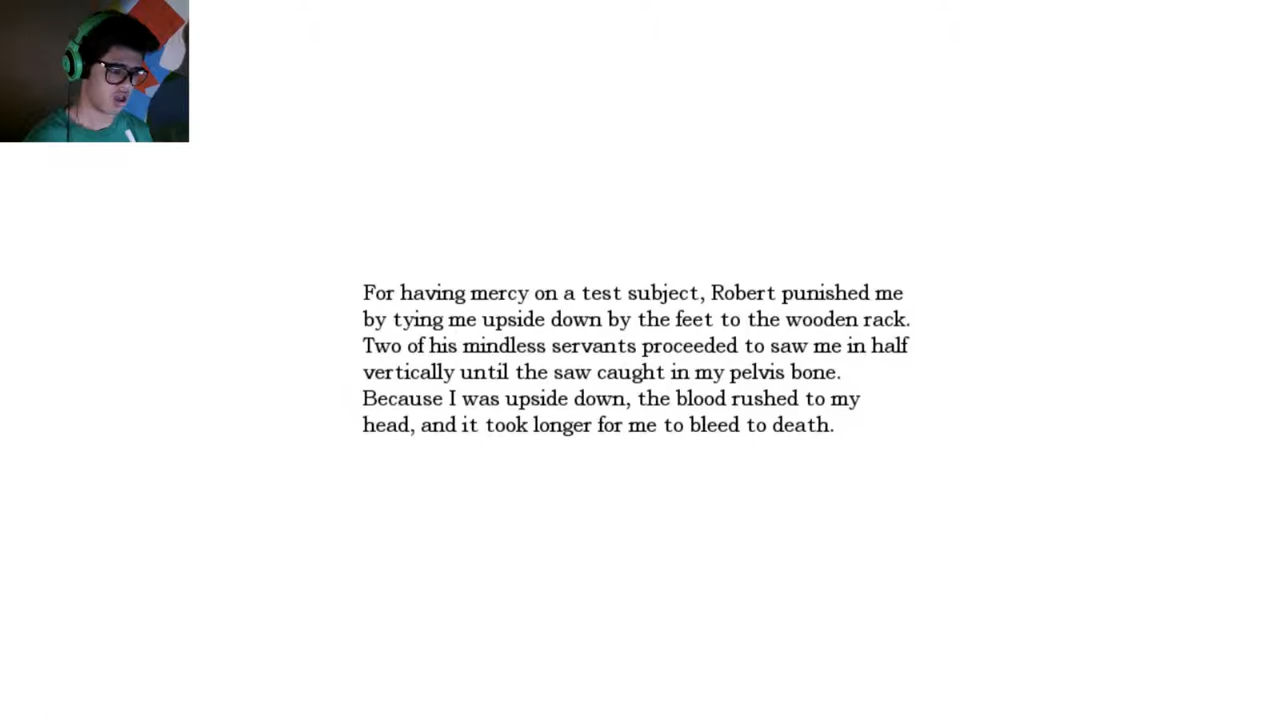 For having mercy on a test subject, Robert punished me
by tying me upside down by the feet to the wooden rack.
Two of his mindless servants proceeded to saw me in half
vertically until the saw caught in my pelvis bone.
Because I was upside down, the blood rushed to my
head, and it took longer for me to bleed to death.